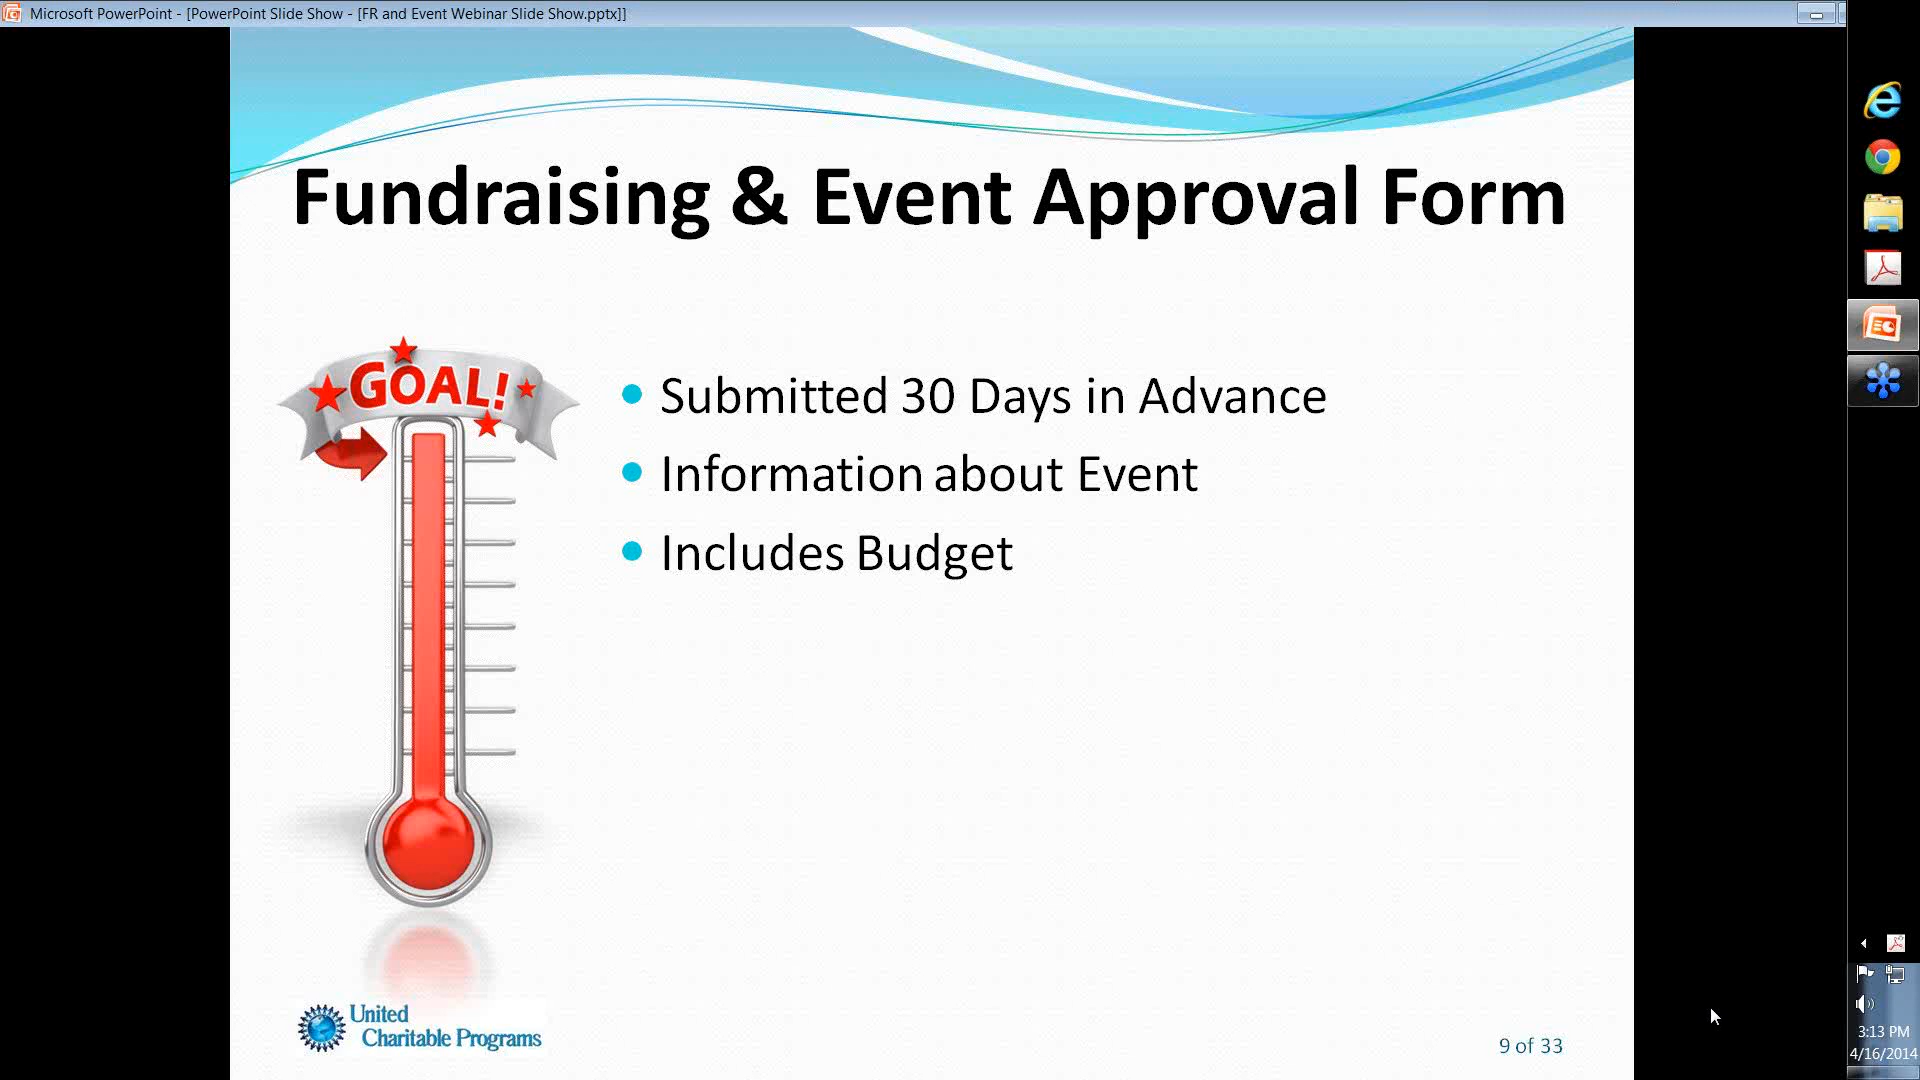 Microsoft PowerPoint - [PowerPoint Slide Show - [FR and Event Webinar Slide Show.pptx]]
Fundraising & Event Approval Form
GOAL!
• Submitted 30 Days in Advance
• Information about Event
• Includes Budget
United
Charitable Programs
9 of 33
3:13 PM
4/16/2014